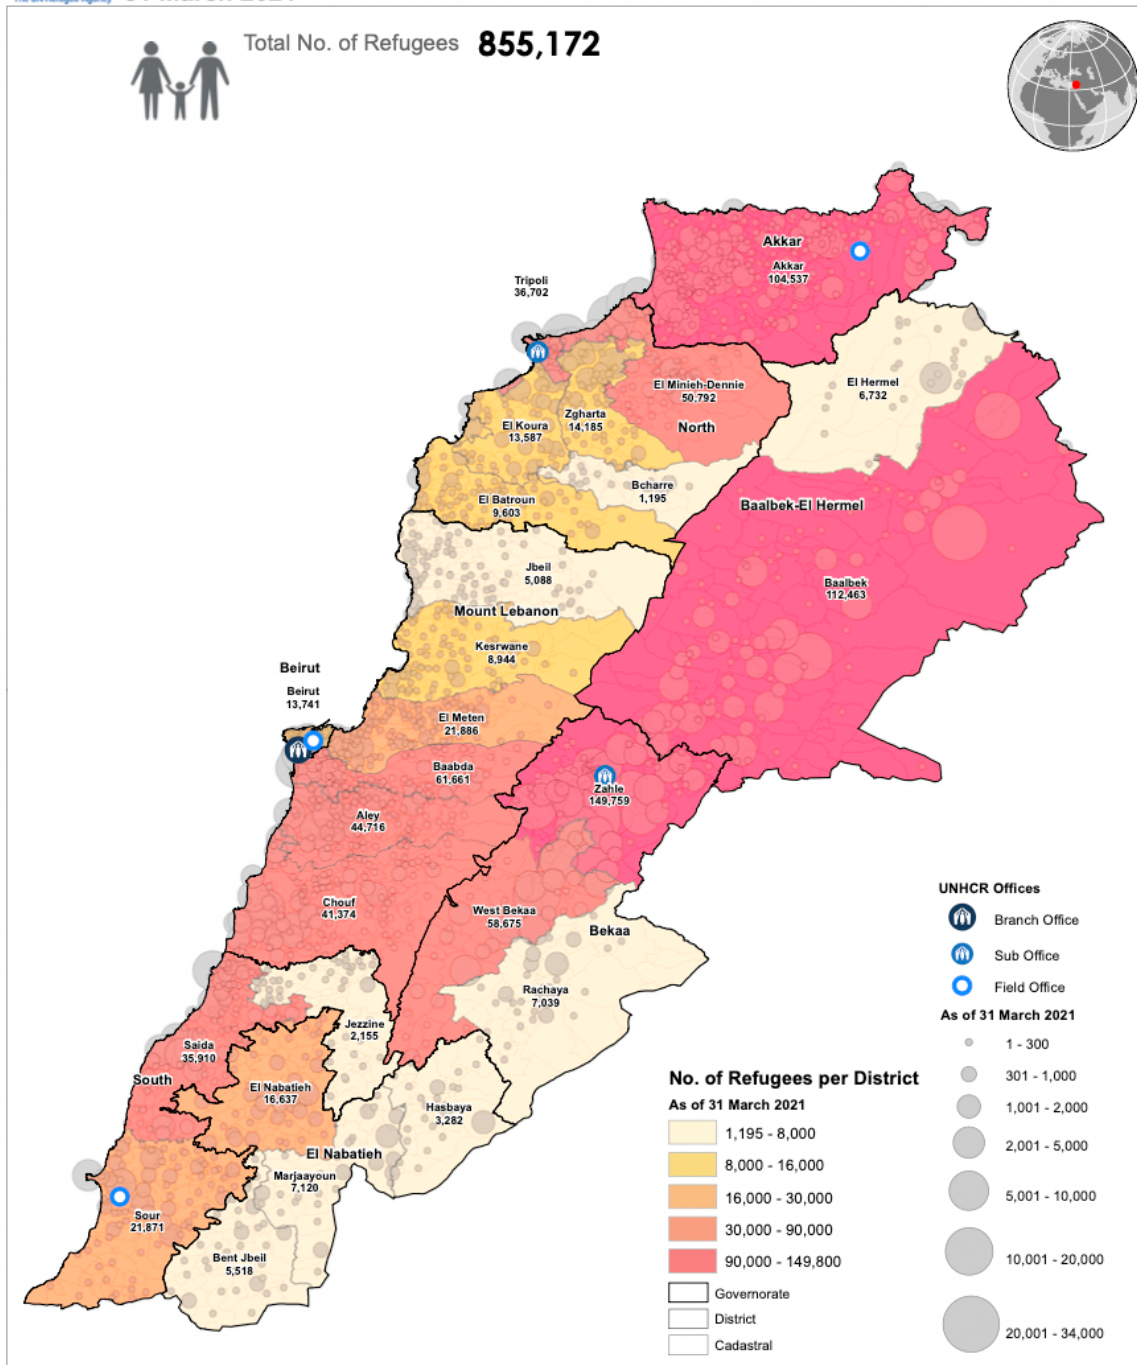 Total No. of Refugees 855,172
Akkar
Akkar
104,537
Tripoli
36,702
El Hermel
6,732
El Minieh-Dennie
50,792
North
Zgharta
14,185
El Koura
13,587
Bcharre
1,195
El Batroun
9,603
Baalbek-El Hermel
Jbeil
5,088
Baalbek
112,463
Mount Lebanon
Kesrwane
8,944
Beirut
Beirut
13,741
El Meten
21,886
Baabda
61,661
Zahle
149,759
Aley
44,716
Chouf
41,374
West Bekaa
58,675
Bekaa
Rachaya
7,039
Jezzine
2,155
Saida
35,910
South
El Nabatieh
16,637
Hasbaya
3,282
El Nabatieh
Marjaayoun
7,120
Sour
21,871
Bent Jbeil
5,518
UNHCR Offices
Branch Office
Sub Office
Field Office
As of 31 March 2021
1 - 300
301 - 1,000
1,001 - 2,000
2,001 - 5,000
5,001 - 10,000
10,001 - 20,000
20,001 - 34,000
No. of Refugees per District
As of 31 March 2021
1,195 - 8,000
8,000 - 16,000
16,000 - 30,000
30,000 - 90,000
90,000 - 149,800
Governorate
District
Cadastral